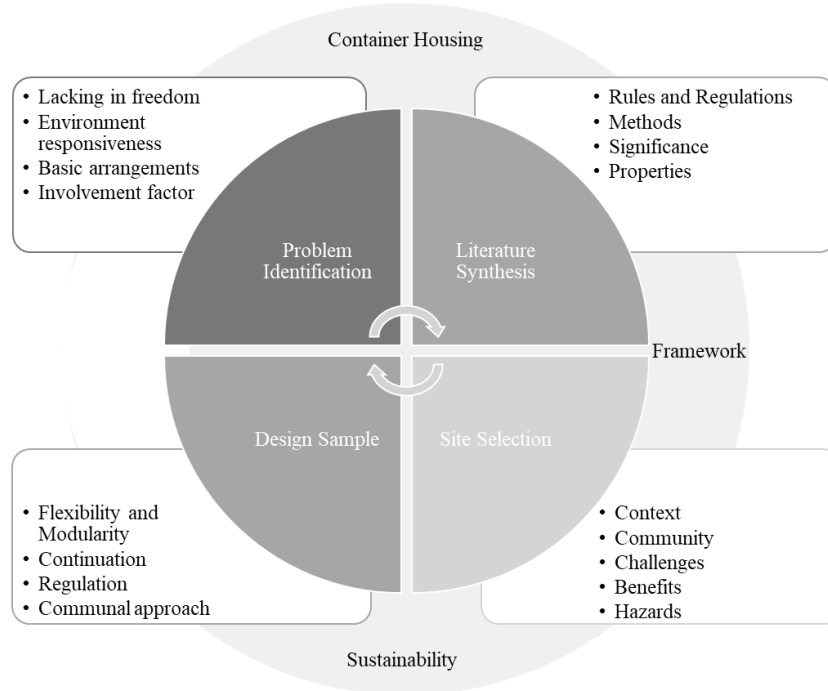 Container Housing
• Lacking in freedom
• Environment
responsiveness
• Basic arrangements
• Involvement factor
• Rules and Regulations
• Methods
• Significance
• Properties
Problem
Identification
Literature
Synthesis
Framework
Design Sample
Site Selection
• Flexibility and
Modularity
• Continuation
• Regulation
• Communal approach
• Context
• Community
• Challenges
• Benefits
• Hazards
Sustainability